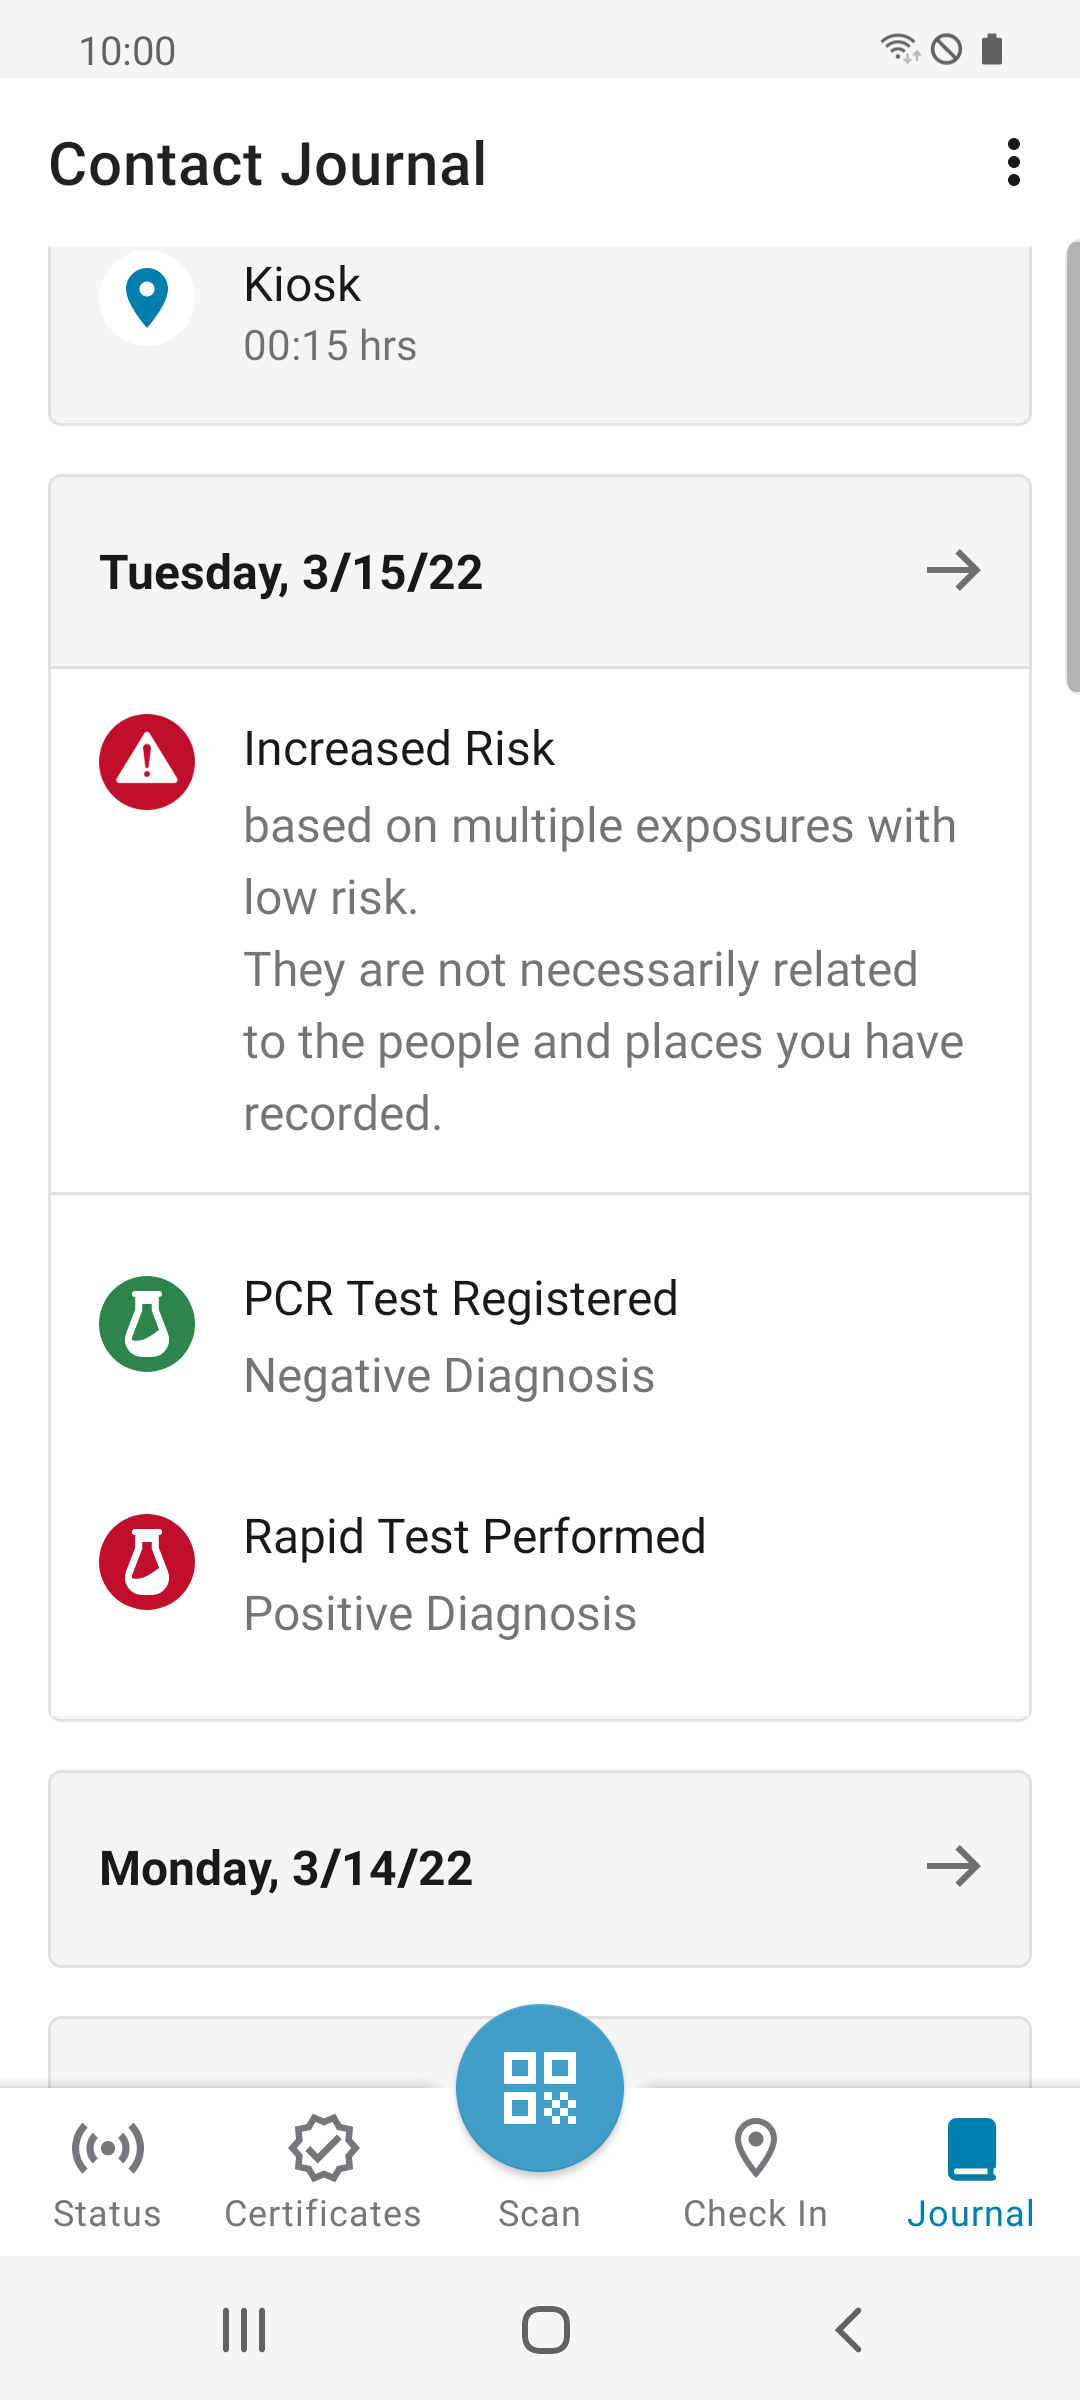 10:00
Contact Journal
Kiosk
00:15 hrs
Tuesday, 3/15/22
Increased Risk
based on multiple exposures with
low risk.
They are not necessarily related
to the people and places you have
recorded.
PCR Test Registered
Negative Diagnosis
Rapid Test Performed
Positive Diagnosis
Monday, 3/14/22
Status
Certificates
Scan
Check In
Journal